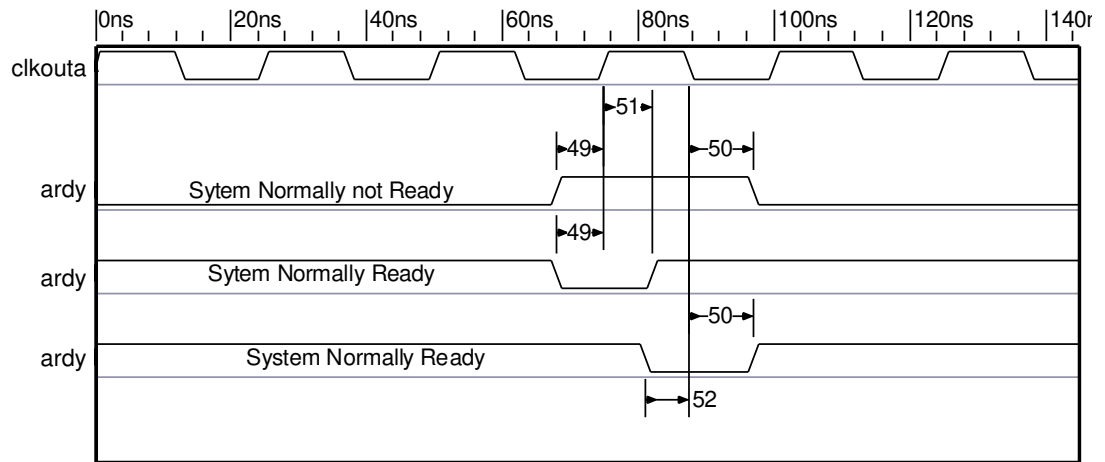 0ns 20ns 40ns 60ns 80ns 100ns 120ns 140n
clkouta
51
49 50
ardy Sytem Normally not Ready
49
ardy Sytem Normally Ready
50
ardy System Normally Ready
52